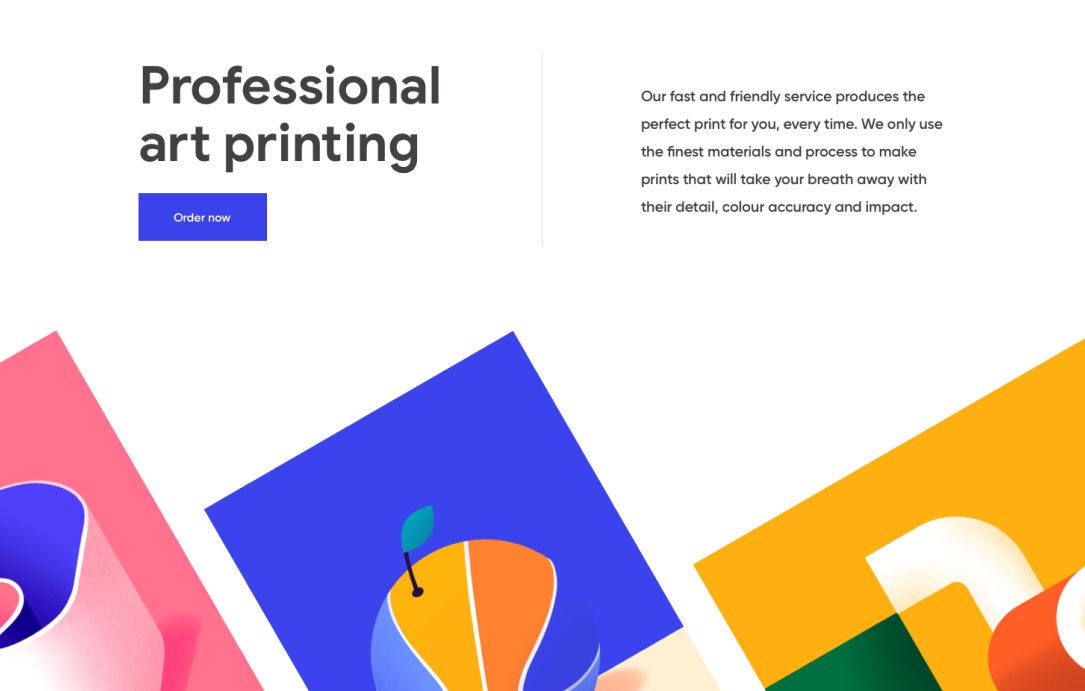 Professional
art printing
Order now
Our fast and friendly service produces the
perfect print for you, every time. We only use
the finest materials and process to make
prints that will take your breath away with
their detail, colour accuracy and impact.